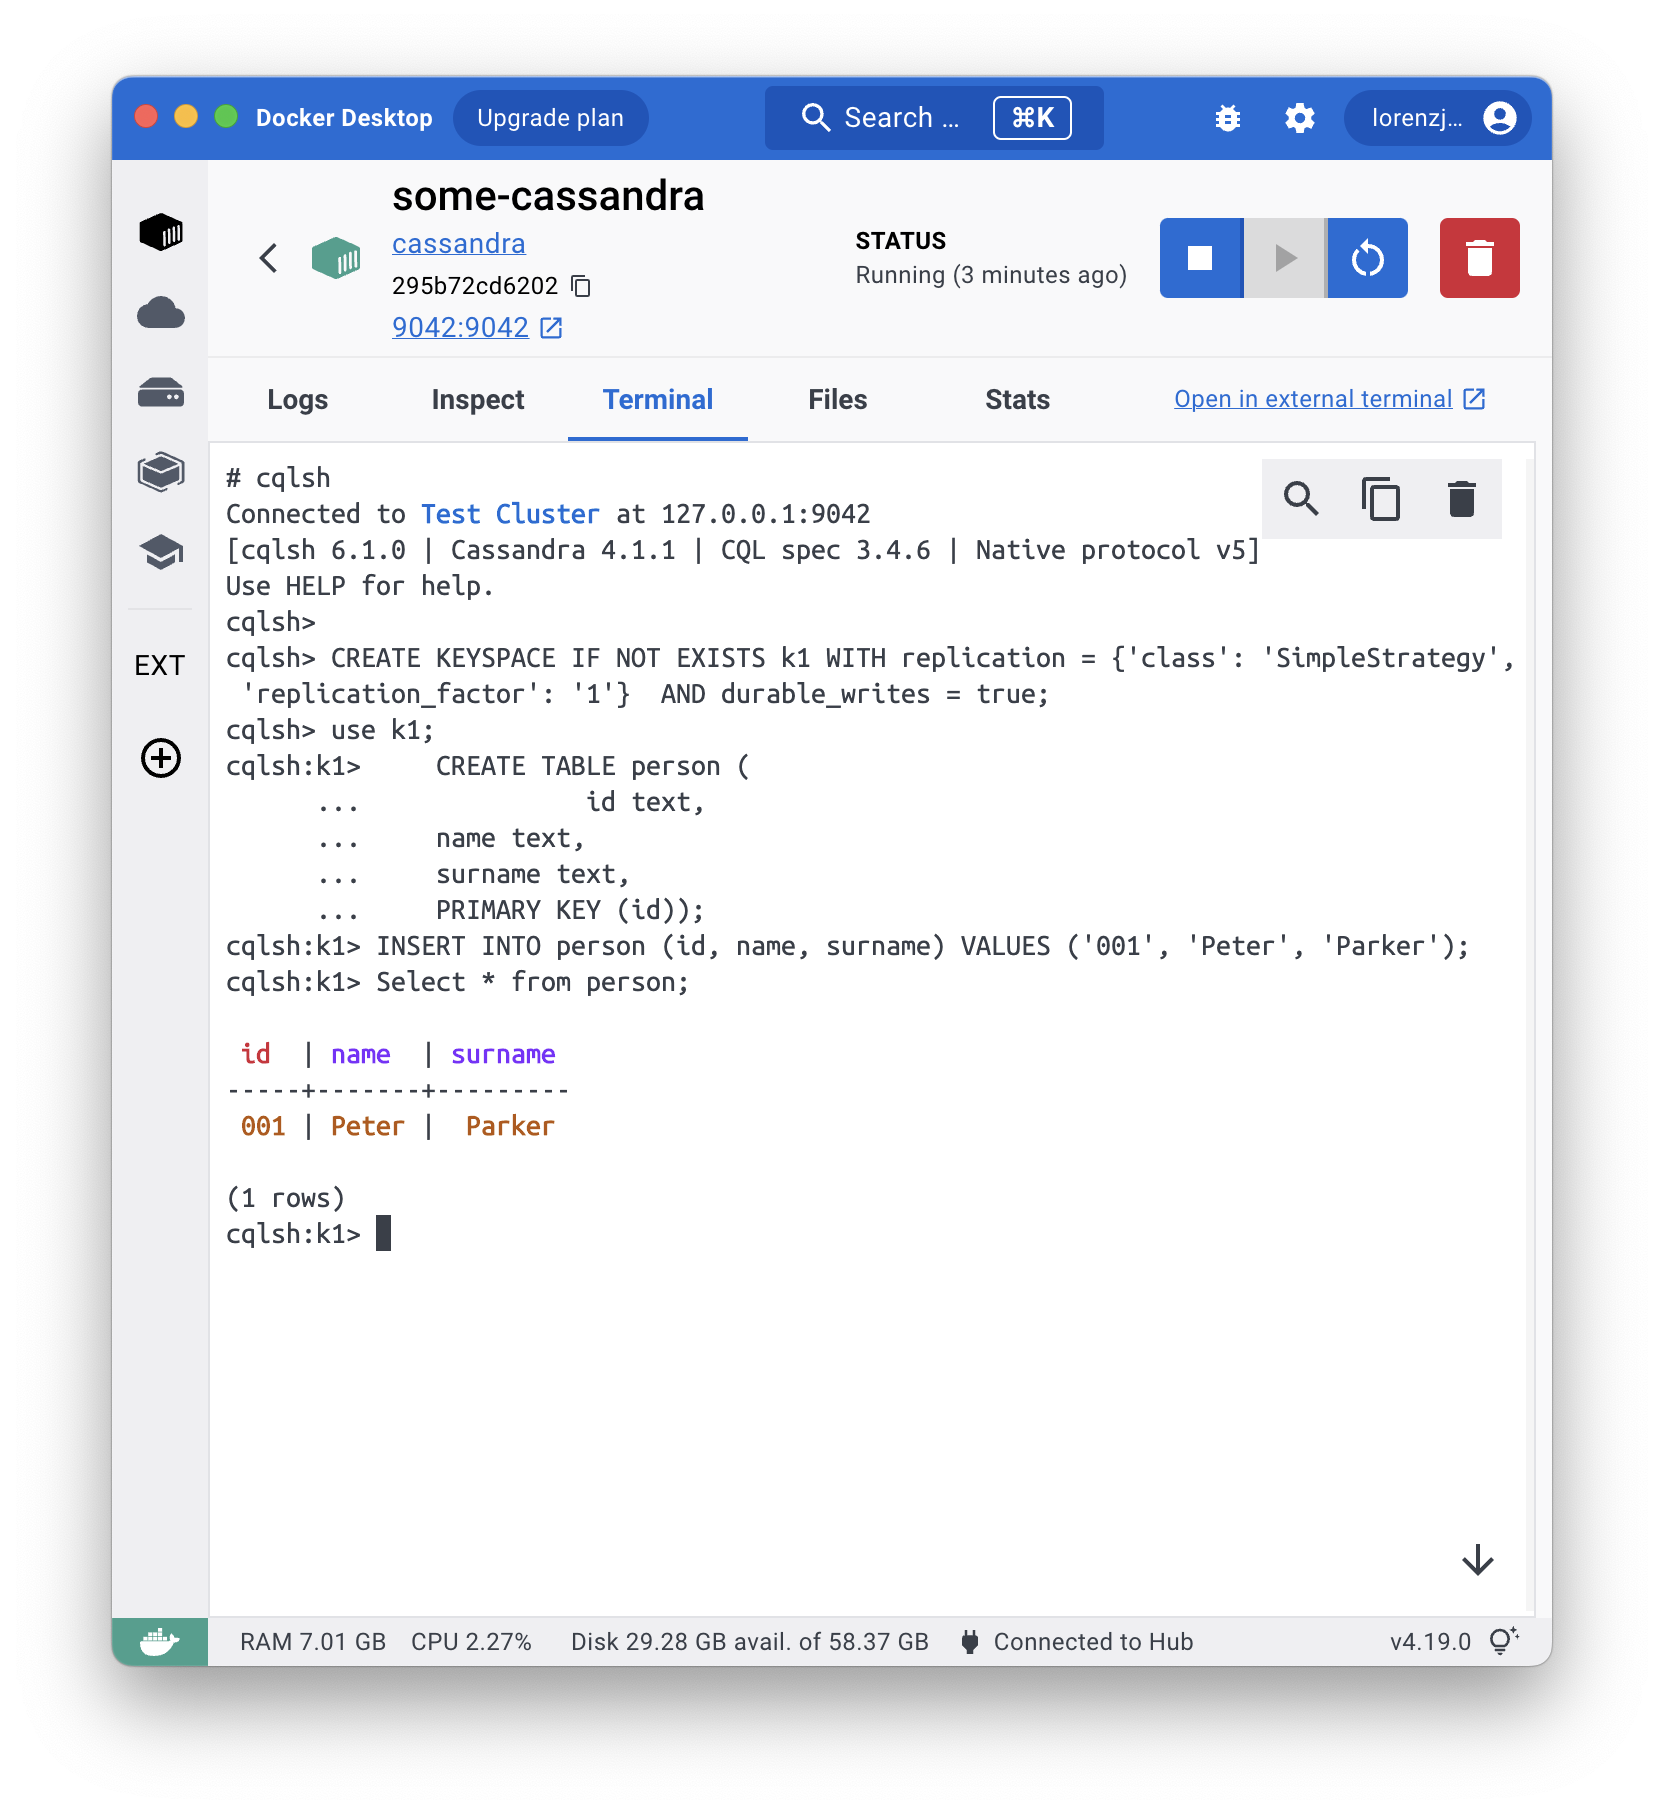 Docker Desktop Upgrade plan Search ... ⌘K lorenzj...
some-cassandra
cassandra
295b72cd6202
9042:9042
STATUS
Running (3 minutes ago)
Logs Inspect Terminal Files Stats Open in external terminal
EXT
# cqlsh
Connected to Test Cluster at 127.0.0.1:9042
[cqlsh 6.1.0 | Cassandra 4.1.1 | CQL spec 3.4.6 | Native protocol v5]
Use HELP for help.
cqlsh>
cqlsh> CREATE KEYSPACE IF NOT EXISTS k1 WITH replication = {'class': 'SimpleStrategy',
 'replication_factor': '1'}  AND durable_writes = true;
cqlsh> use k1;
cqlsh:k1>     CREATE TABLE person (
      ...               id text,
      ...     name text,
      ...     surname text,
      ...     PRIMARY KEY (id));
cqlsh:k1> INSERT INTO person (id, name, surname) VALUES ('001', 'Peter', 'Parker');
cqlsh:k1> Select * from person;
 id  | name  | surname
-----+-------+---------
 001 | Peter |  Parker
(1 rows)
cqlsh:k1>
RAM 7.01 GB CPU 2.27% Disk 29.28 GB avail. of 58.37 GB Connected to Hub v4.19.0